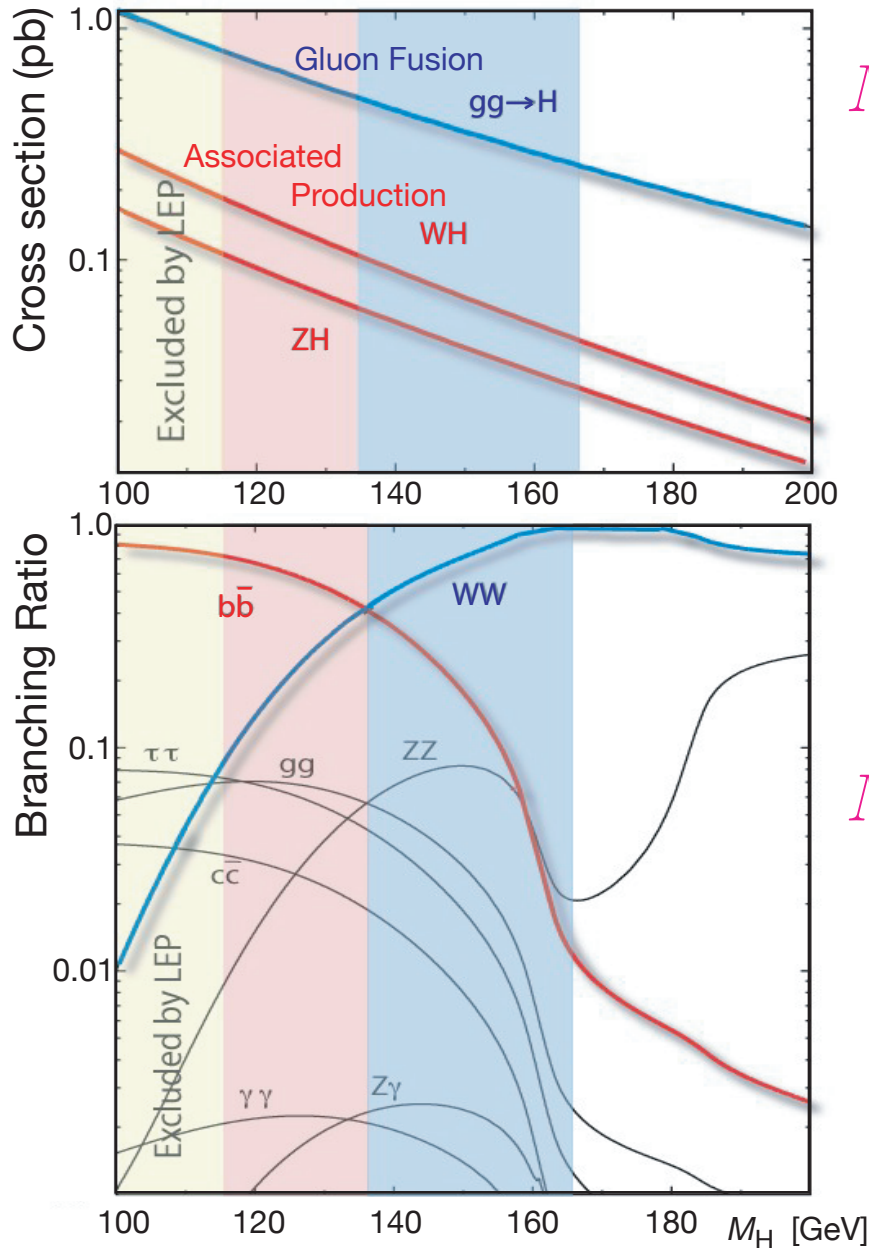 Cross section (pb)
1.0
0.1
Gluon Fusion
gg→H
Associated
Production
WH
ZH
Excluded by LEP
100 120 140 160 180 200
Branching Ratio
1.0
0.1
0.01
bb̅
WW
ττ
gg
ZZ
cc̅
Excluded by LEP
γγ
Zγ
100 120 140 160 180 M_H [GeV]